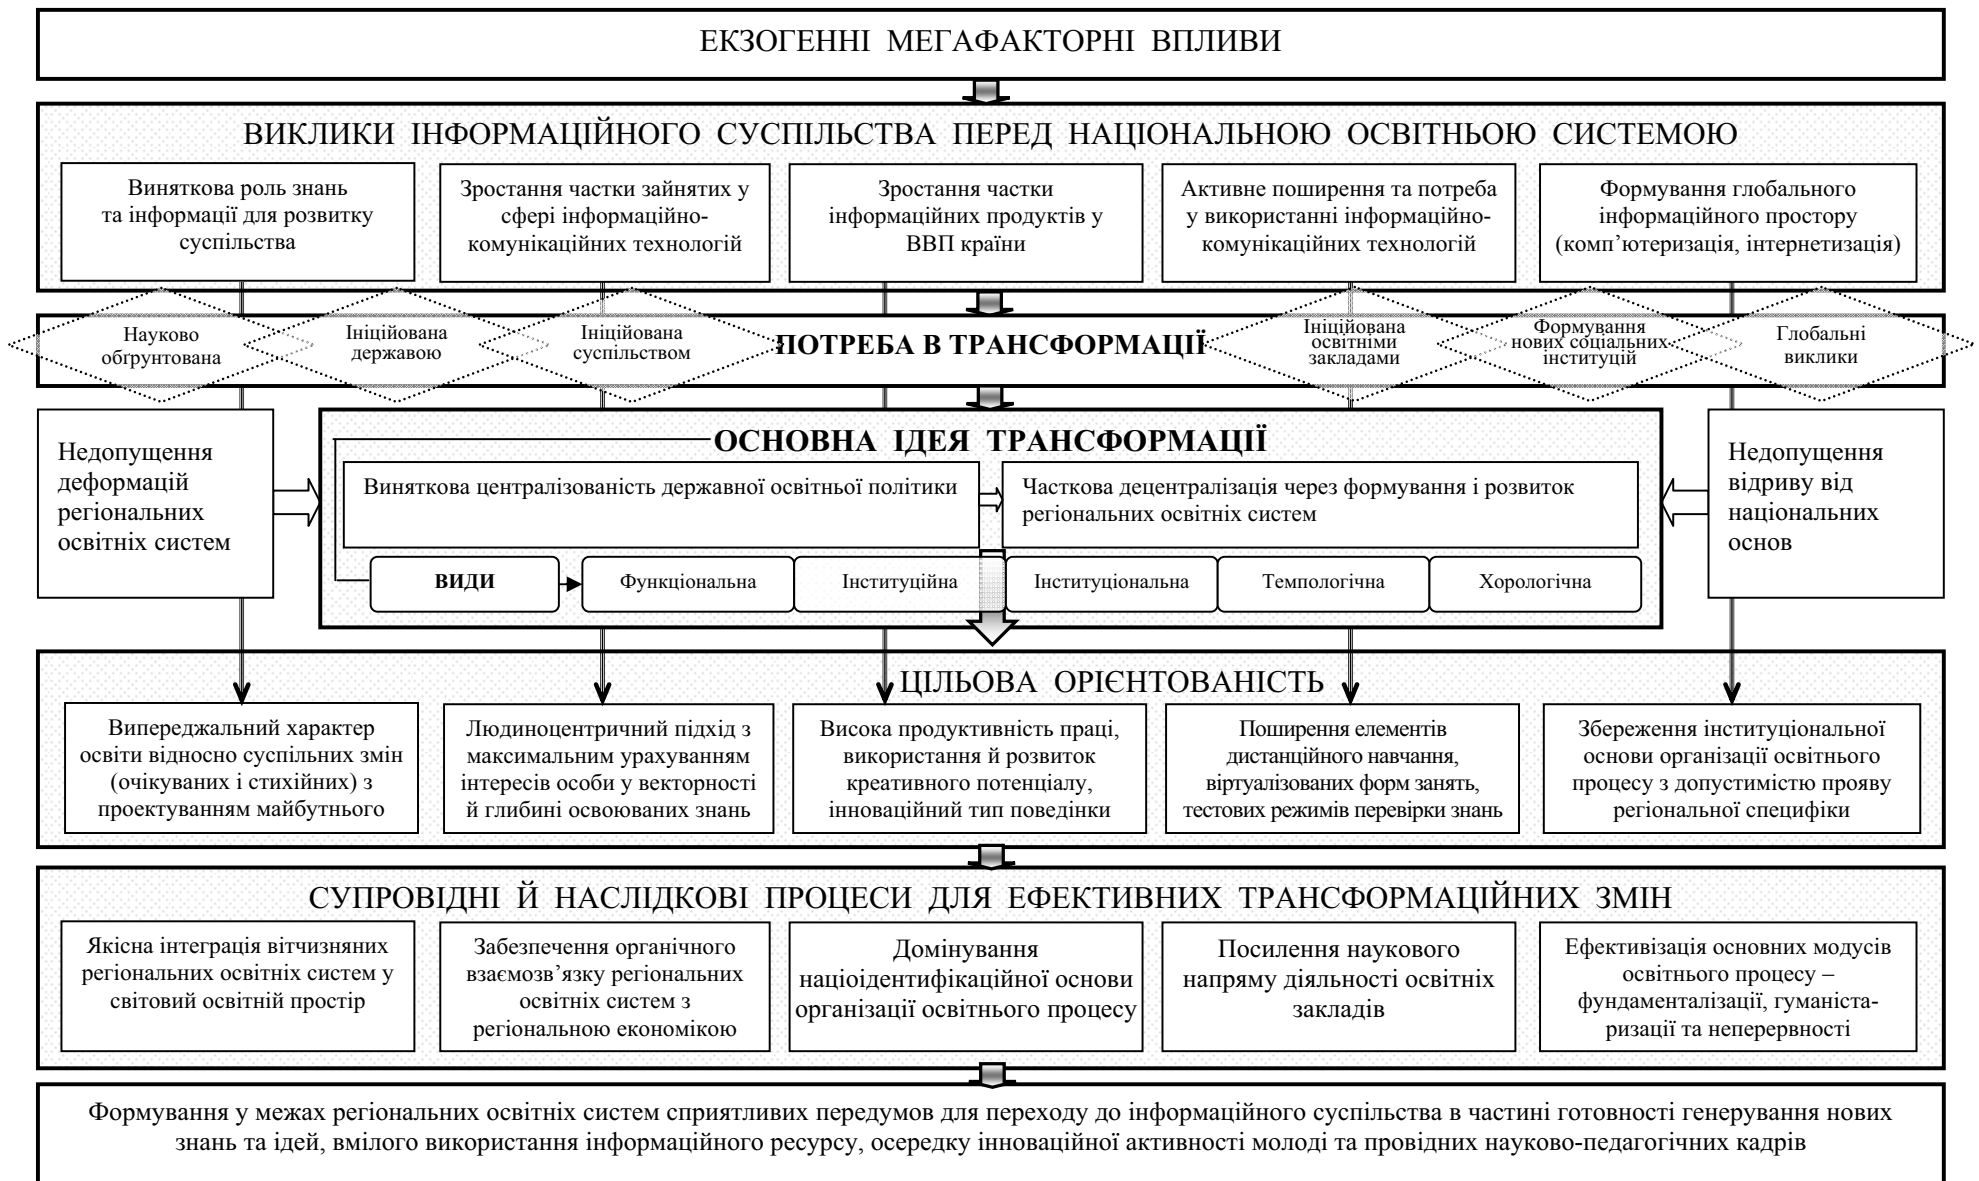 ЕКЗОГЕННІ МЕГАФАКТОРНІ ВПЛИВИ
ВИКЛИКИ ІНФОРМАЦІЙНОГО СУСПІЛЬСТВА ПЕРЕД НАЦІОНАЛЬНОЮ ОСВІТНЬОЮ СИСТЕМОЮ
Виняткова роль знань
та інформації для розвитку
суспільства
Зростання частки зайнятих у
сфері інформаційно-
комунікаційних технологій
Зростання частки
інформаційних продуктів у
ВВП країни
Активне поширення та потреба
у використанні інформаційно-
комунікаційних технологій
Формування глобального
інформаційного простору
(комп’ютеризація, інтернетизація)
Науково
обґрунтована
Ініційована
державою
Ініційована
суспільством
ПОТРЕБА В ТРАНСФОРМАЦІЇ
Ініційована
освітніми
закладами
Формування
нових соціальних
інституцій
Глобальні
виклики
Недопущення
деформацій
регіональних
освітніх систем
ОСНОВНА ІДЕЯ ТРАНСФОРМАЦІЇ
Виняткова централізованість державної освітньої політики
Часткова децентралізація через формування і розвиток
регіональних освітніх систем
ВИДИ
Функціональна
Інституційна
Інституціональна
Темпологічна
Хорологічна
Недопущення
відриву від
національних
основ
ЦІЛЬОВА ОРІЄНТОВАНІСТЬ
Випереджальний характер
освіти відносно суспільних змін
(очікуваних і стихійних) з
проектуванням майбутнього
Людиноцентричний підхід з
максимальним урахуванням
інтересів особи у векторності
й глибині освоюваних знань
Висока продуктивність праці,
використання й розвиток
креативного потенціалу,
інноваційний тип поведінки
Поширення елементів
дистанційного навчання,
віртуалізованих форм занять,
тестових режимів перевірки знань
Збереження інституціональної
основи організації освітнього
процесу з допустимістю прояву
регіональної специфіки
СУПРОВІДНІ Й НАСЛІДКОВІ ПРОЦЕСИ ДЛЯ ЕФЕКТИВНИХ ТРАНСФОРМАЦІЙНИХ ЗМІН
Якісна інтеграція вітчизняних
регіональних освітніх систем у
світовий освітній простір
Забезпечення органічного
взаємозв’язку регіональних
освітніх систем з
регіональною економікою
Домінування
націоідентифікаційної основи
організації освітнього процесу
Посилення наукового
напряму діяльності освітніх
закладів
Ефективізація основних модусів
освітнього процесу –
фундаменталізації, гуманіста-
ризації та неперервності
Формування у межах регіональних освітніх систем сприятливих передумов для переходу до інформаційного суспільства в частині готовності генерування нових
знань та ідей, вмілого використання інформаційного ресурсу, осередку інноваційної активності молоді та провідних науково-педагогічних кадрів